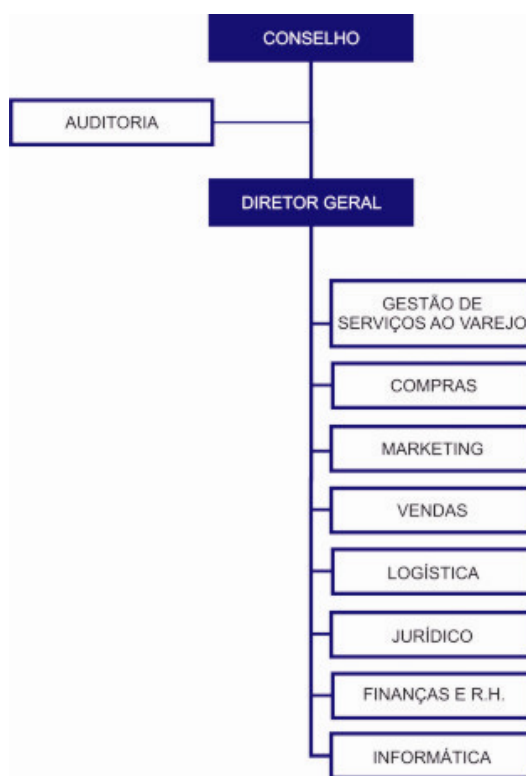 CONSELHO
AUDITORIA
DIRETOR GERAL
GESTÃO DE
SERVIÇOS AO VAREJO
COMPRAS
MARKETING
VENDAS
LOGÍSTICA
JURÍDICO
FINANÇAS E R.H.
INFORMÁTICA